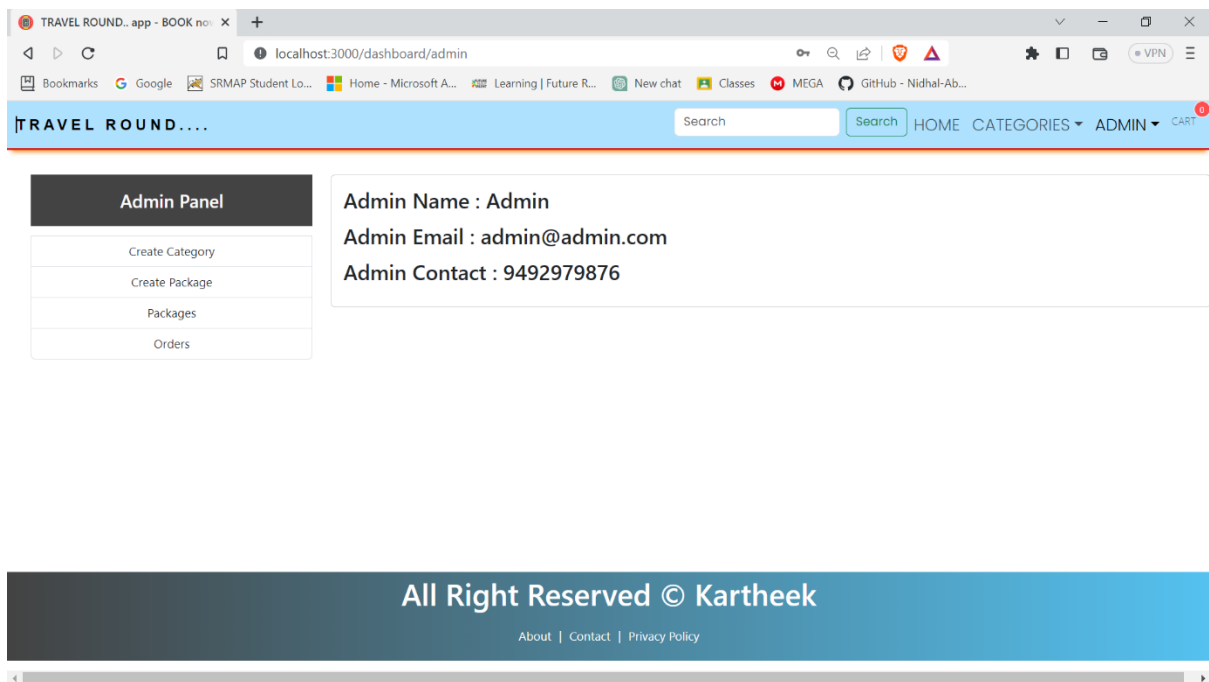 TRAVEL ROUND.. app - BOOK no
localhost:3000/dashboard/admin
VPN
Bookmarks Google SRMAP Student Lo... Home - Microsoft A... Learning | Future R... New chat Classes MEGA GitHub - Nidhal-Ab...
TRAVEL ROUND.... Search Search HOME CATEGORIES ADMIN CART 0
Admin Panel
Create Category
Create Package
Packages
Orders
Admin Name : Admin
Admin Email : admin@admin.com
Admin Contact : 9492979876
All Right Reserved © Kartheek
About | Contact | Privacy Policy